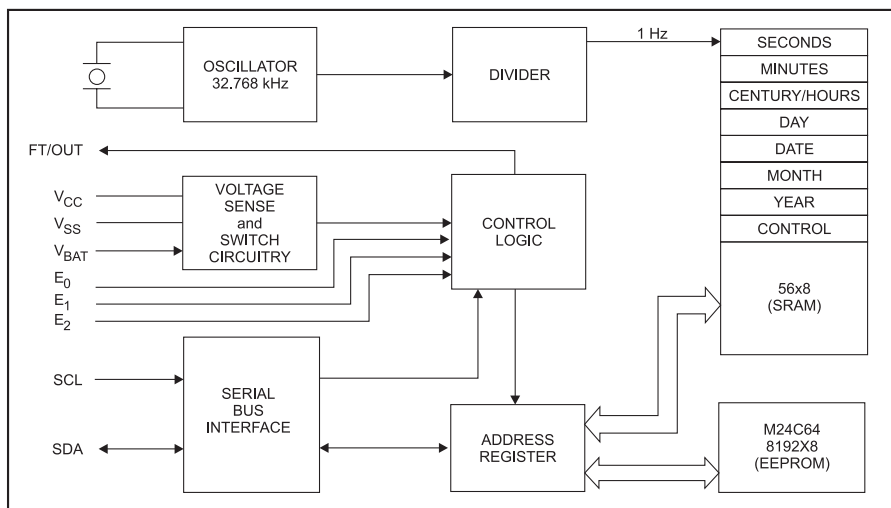 OSCILLATOR
32.768 kHz
DIVIDER
1 Hz
SECONDS
MINUTES
CENTURY/HOURS
DAY
DATE
MONTH
YEAR
CONTROL
56x8
(SRAM)
FT/OUT
VCC
VSS
VBAT
VOLTAGE
SENSE
and
SWITCH
CIRCUITRY
CONTROL
LOGIC
E0
E1
E2
SCL
SDA
SERIAL
BUS
INTERFACE
ADDRESS
REGISTER
M24C64
8192X8
(EEPROM)